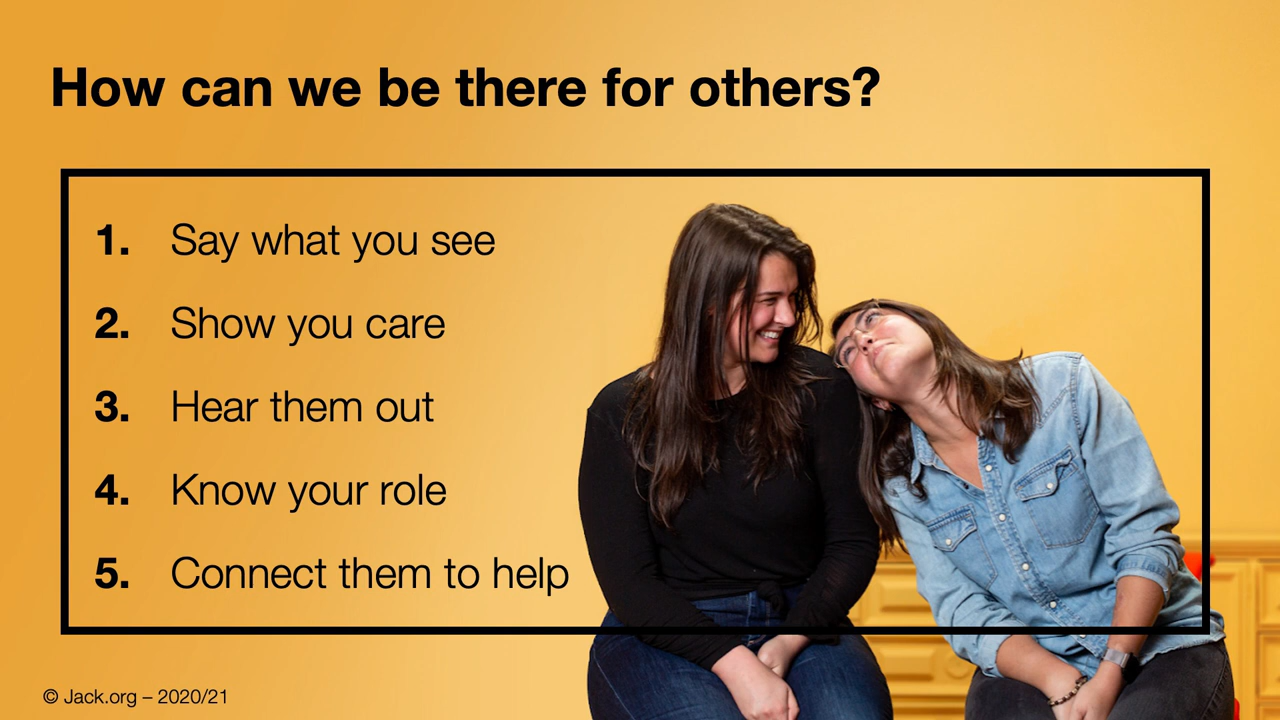 How can we be there for others?
1. Say what you see
2. Show you care
3. Hear them out
4. Know your role
5. Connect them to help
© Jack.org – 2020/21